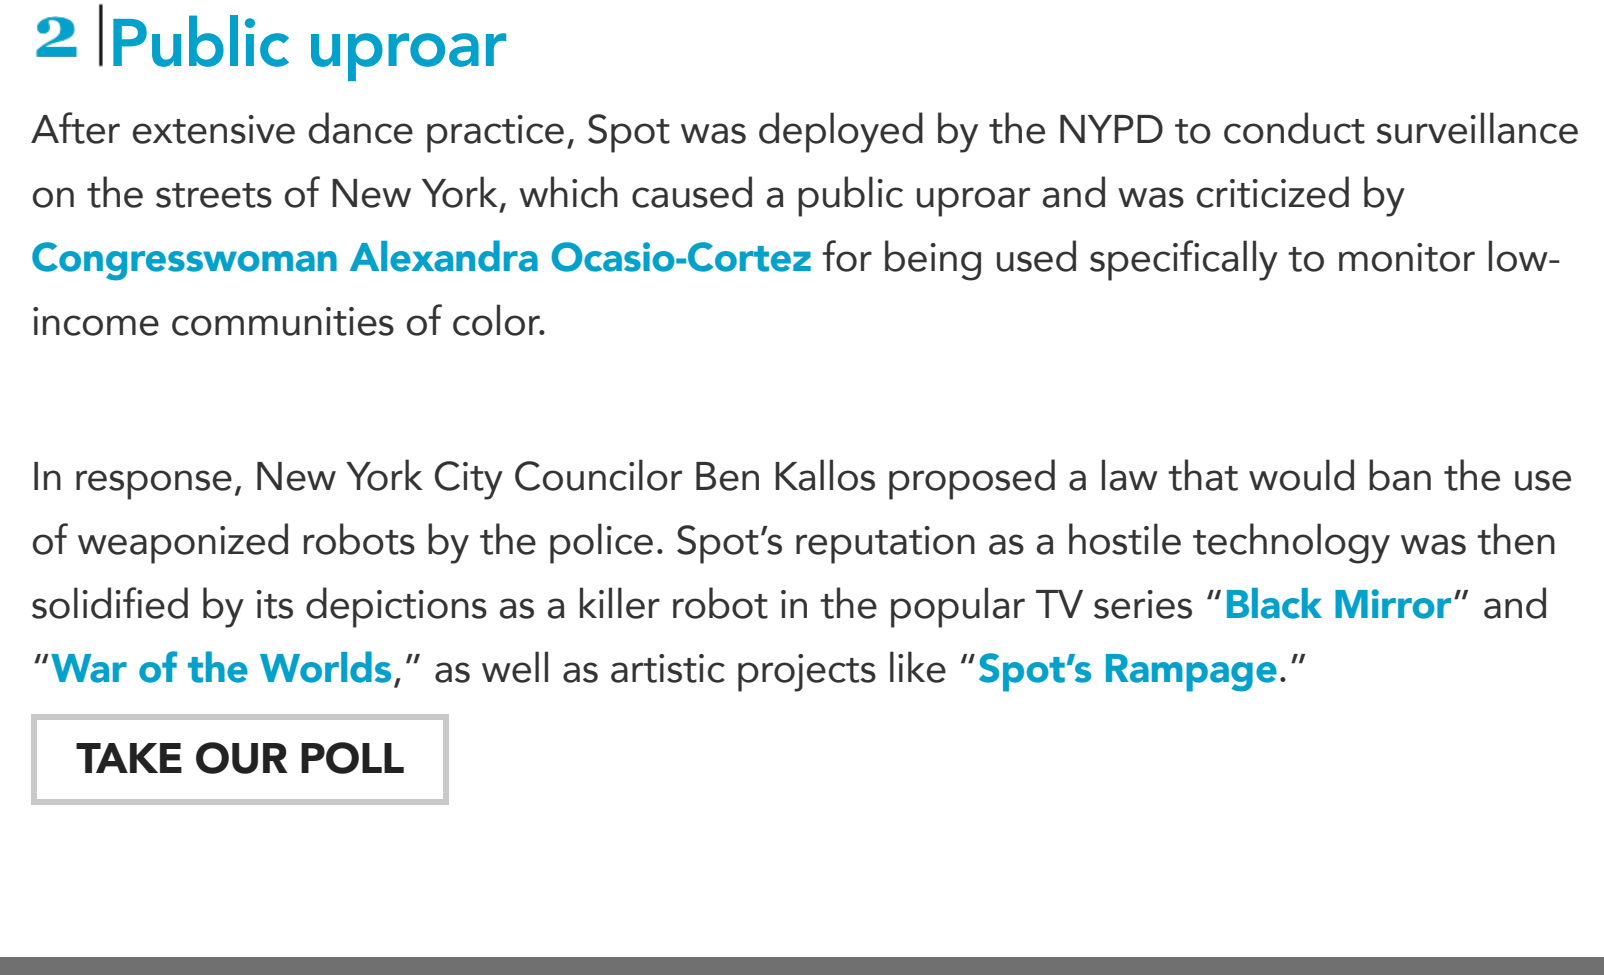 2 |Public uproar
After extensive dance practice, Spot was deployed by the NYPD to conduct surveillance
on the streets of New York, which caused a public uproar and was criticized by
Congresswoman Alexandra Ocasio-Cortez for being used specifically to monitor low-
income communities of color.
In response, New York City Councilor Ben Kallos proposed a law that would ban the use
of weaponized robots by the police. Spot’s reputation as a hostile technology was then
solidified by its depictions as a killer robot in the popular TV series “Black Mirror” and
“War of the Worlds,” as well as artistic projects like “Spot’s Rampage.”
TAKE OUR POLL